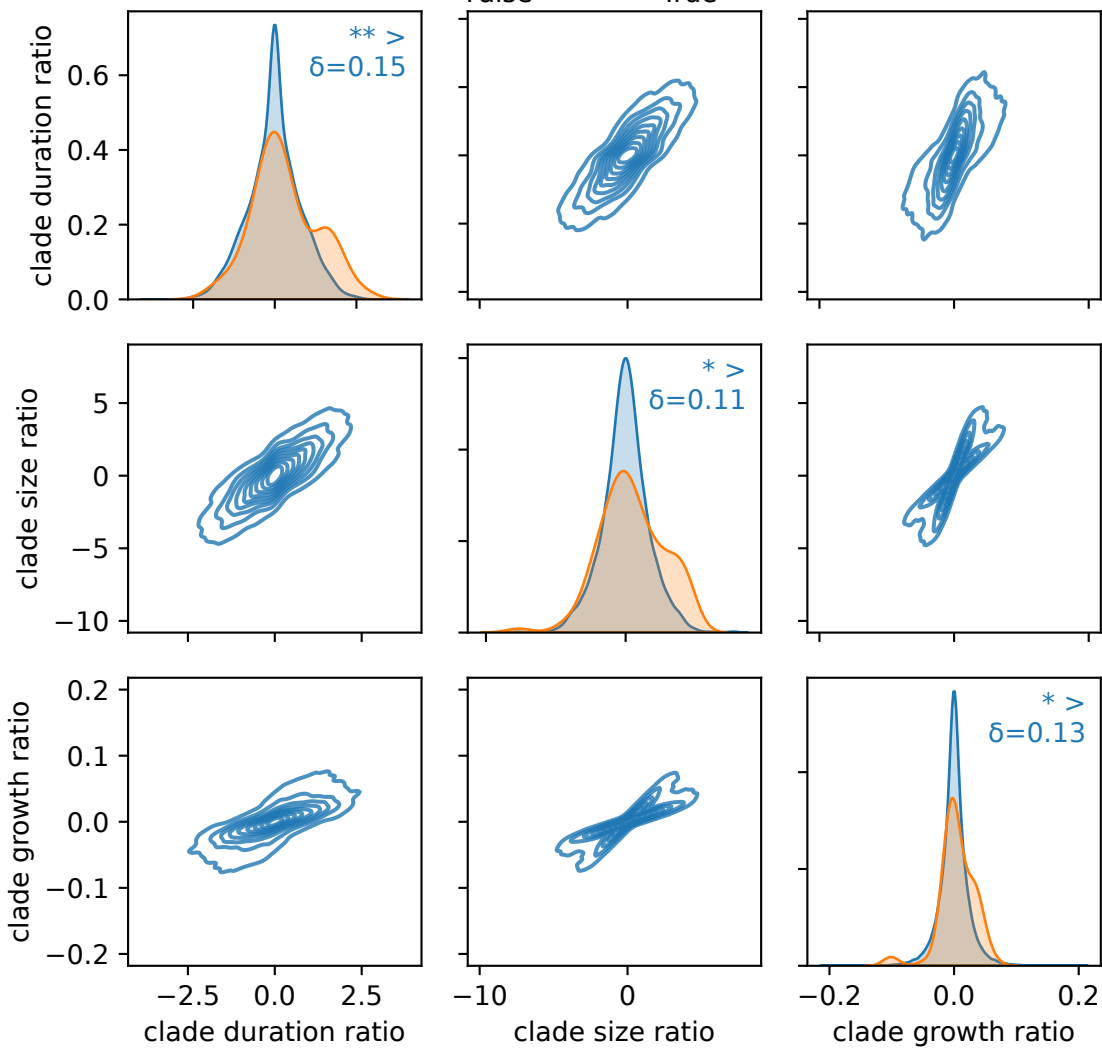 True
** >
δ=0.15
clade duration ratio
0.6
0.4
0.2
0.0
* >
δ=0.11
clade size ratio
5
0
−5
−10
* >
δ=0.13
clade growth ratio
0.2
0.1
0.0
−0.1
−0.2
−2.5 0.0 2.5
−10 0
−0.2 0.0 0.2
clade duration ratio
clade size ratio
clade growth ratio